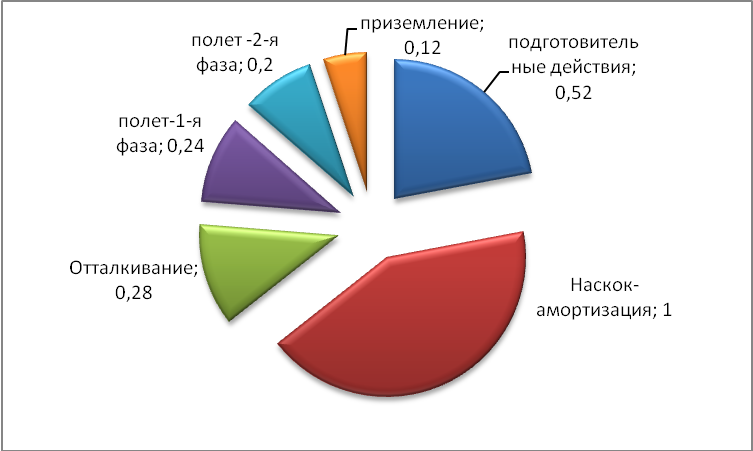 приземление;
0,12
полет -2-я
фаза; 0,2
подготовитель
ные действия;
0,52
полет-1-я
фаза; 0,24
Отталкивание;
0,28
Наскок-
амортизация; 1